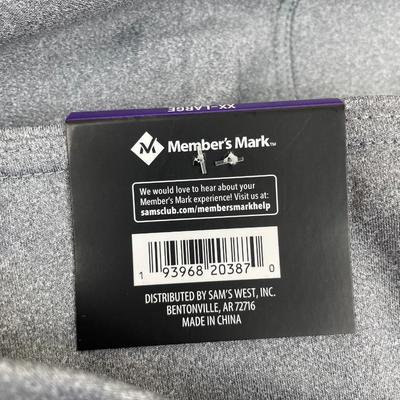 XX-LARGE
Member's Mark™
We would love to hear about your
Member's Mark experience! Visit us at:
samsclub.com/membersmarkhelp
1 93968 20387 0
DISTRIBUTED BY SAM'S WEST, INC.
BENTONVILLE, AR 72716
MADE IN CHINA